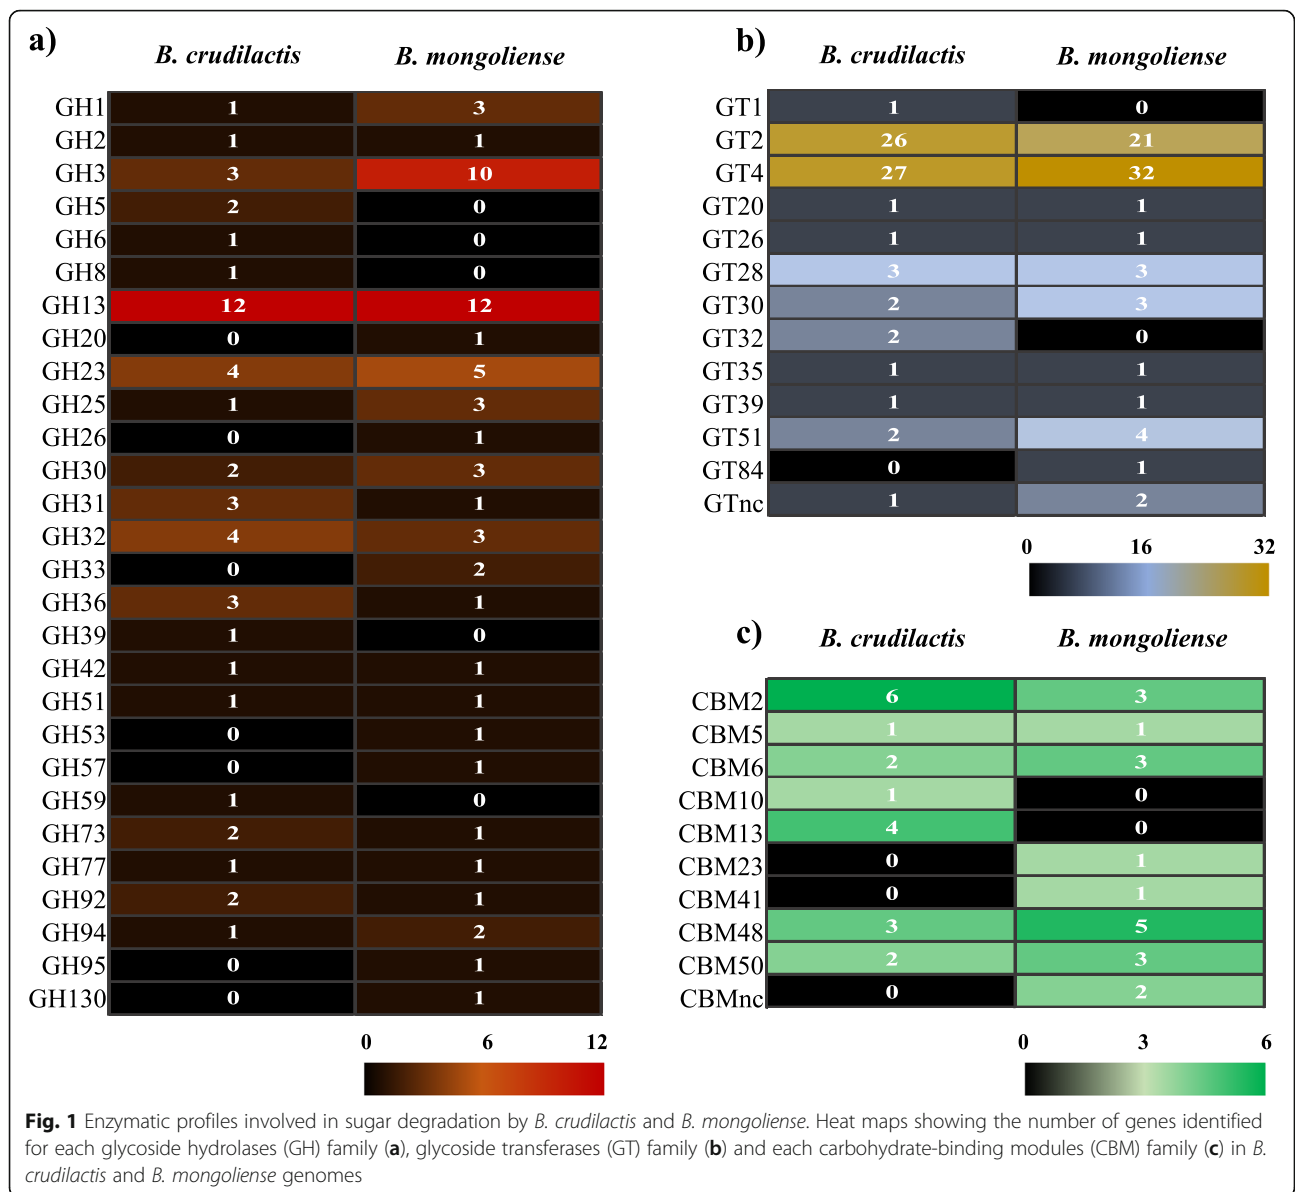 a)
B. crudilactis B. mongoliense
GH1 1 3
GH2 1 1
GH3 3 10
GH5 2 0
GH6 1 0
GH8 1 0
GH13 12 12
GH20 0 1
GH23 4 5
GH25 1 3
GH26 0 1
GH30 2 3
GH31 3 1
GH32 4 3
GH33 0 2
GH36 3 1
GH39 1 0
GH42 1 1
GH51 1 1
GH53 0 1
GH57 0 1
GH59 1 0
GH73 2 1
GH77 1 1
GH92 2 1
GH94 1 2
GH95 0 1
GH130 0 1
0 6 12
b)
B. crudilactis B. mongoliense
GT1 1 0
GT2 26 21
GT4 27 32
GT20 1 1
GT26 1 1
GT28 3 3
GT30 2 3
GT32 2 0
GT35 1 1
GT39 1 1
GT51 2 4
GT84 0 1
GTnc 1 2
0 16 32
c)
B. crudilactis B. mongoliense
CBM2 6 3
CBM5 1 1
CBM6 2 3
CBM10 1 0
CBM13 4 0
CBM23 0 1
CBM41 0 1
CBM48 3 5
CBM50 2 3
CBMnc 0 2
0 3 6
Fig. 1 Enzymatic profiles involved in sugar degradation by B. crudilactis and B. mongoliense. Heat maps showing the number of genes identified
for each glycoside hydrolases (GH) family (a), glycoside transferases (GT) family (b) and each carbohydrate-binding modules (CBM) family (c) in B.
crudilactis and B. mongoliense genomes